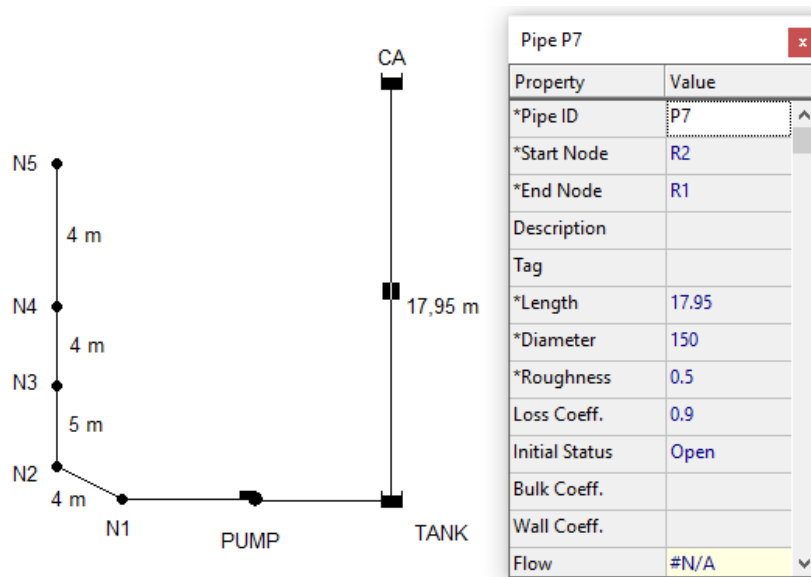 CA
N5
4 m
N4
17,95 m
4 m
N3
5 m
N2
4 m
N1
PUMP
TANK
Pipe P7
x
Property Value
*Pipe ID P7
*Start Node R2
*End Node R1
Description
Tag
*Length 17.95
*Diameter 150
*Roughness 0.5
Loss Coeff. 0.9
Initial Status Open
Bulk Coeff.
Wall Coeff.
Flow #N/A